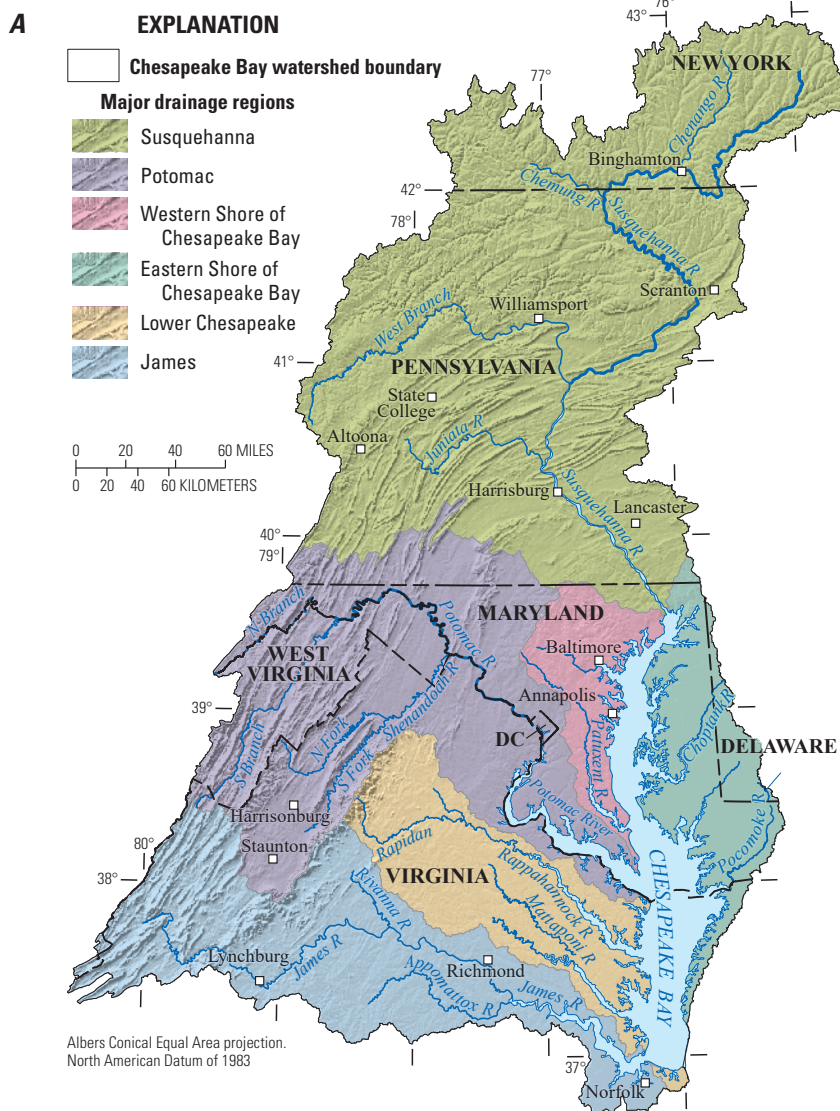 A
EXPLANATION
Chesapeake Bay watershed boundary
Major drainage regions
Susquehanna
Potomac
Western Shore of
Chesapeake Bay
Eastern Shore of
Chesapeake Bay
Lower Chesapeake
James
0 20 40 60 MILES
0 20 40 60 KILOMETERS
76°
43°
77°
NEW YORK
Chenango R
Binghamton
Chemung R
42°
78°
Susquehanna R
Scranton
Williamsport
West Branch
41°
PENNSYLVANIA
State
College
Altoona
Juniata R
Harrisburg
Susquehanna R
Lancaster
40°
79°
N Branch
Potomac R
MARYLAND
WEST
VIRGINIA
Baltimore
Annapolis
39°
S Branch
N Fork
Shenandoah R
S Fork
DC
Patuxent R
Choptank R
DELAWARE
Harrisonburg
Potomac River
Pocomoke R
Staunton
80°
38°
Rapidan
VIRGINIA
Rappahannock R
Mattaponi R
CHESAPEAKE BAY
Rivanna R
Lynchburg
James R
Richmond
Appomattox R
James R
37°
Norfolk
Albers Conical Equal Area projection.
North American Datum of 1983